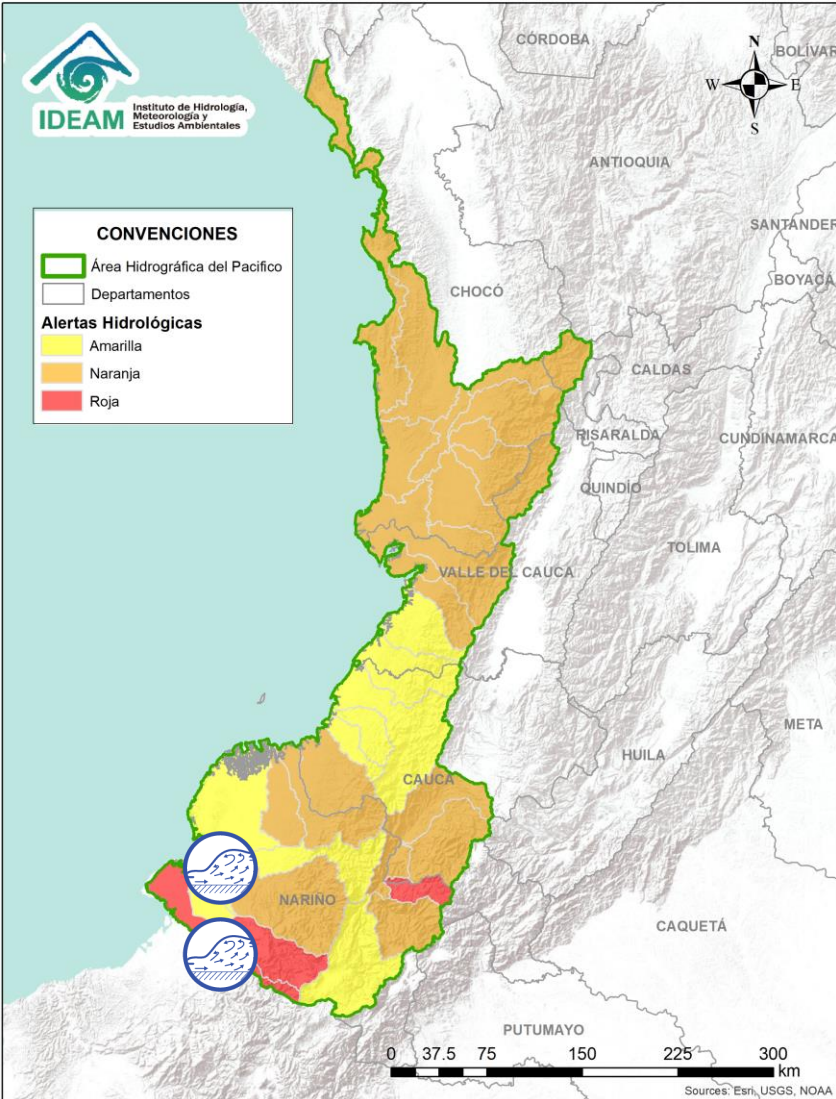 IDEAM
Instituto de Hidrología,
Meteorología y
Estudios Ambientales
N
W
E
S
CONVENCIONES
Área Hidrográfica del Pacifico
Departamentos
Alertas Hidrológicas
Amarilla
Naranja
Roja
CÓRDOBA
BOLÍVAR
ANTIOQUIA
SANTANDER
BOYACÁ
CHOCÓ
CALDAS
RISARALDA
CUNDINAMARCA
QUINDÍO
TOLIMA
VALLE DEL CAUCA
META
HUILA
CAUCA
NARIÑO
CAQUETÁ
PUTUMAYO
0 37.5 75 150 225 300
km
Sources: Esri, USGS, NOAA